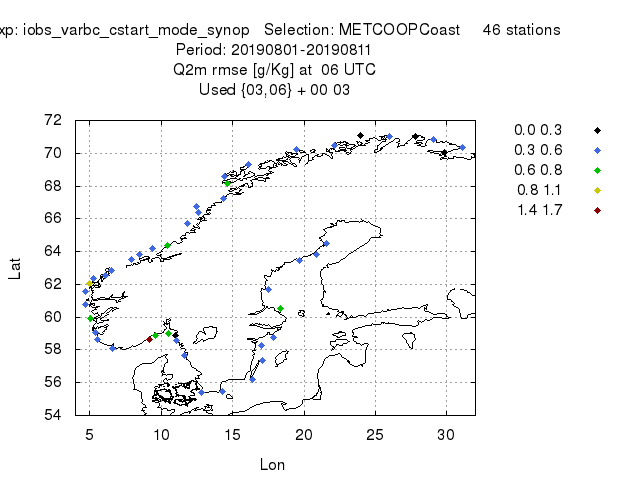 xp: iobs_varbc_cstart_mode_synop Selection: METCOOPCoast 46 stations
Period: 20190801-20190811
Q2m rmse [g/Kg] at 06 UTC
Used {03,06} + 00 03
72
70
68
66
64
62
60
58
56
54
5 10 15 20 25 30
Lat
Lon
0.0 0.3
0.3 0.6
0.6 0.8
0.8 1.1
1.4 1.7